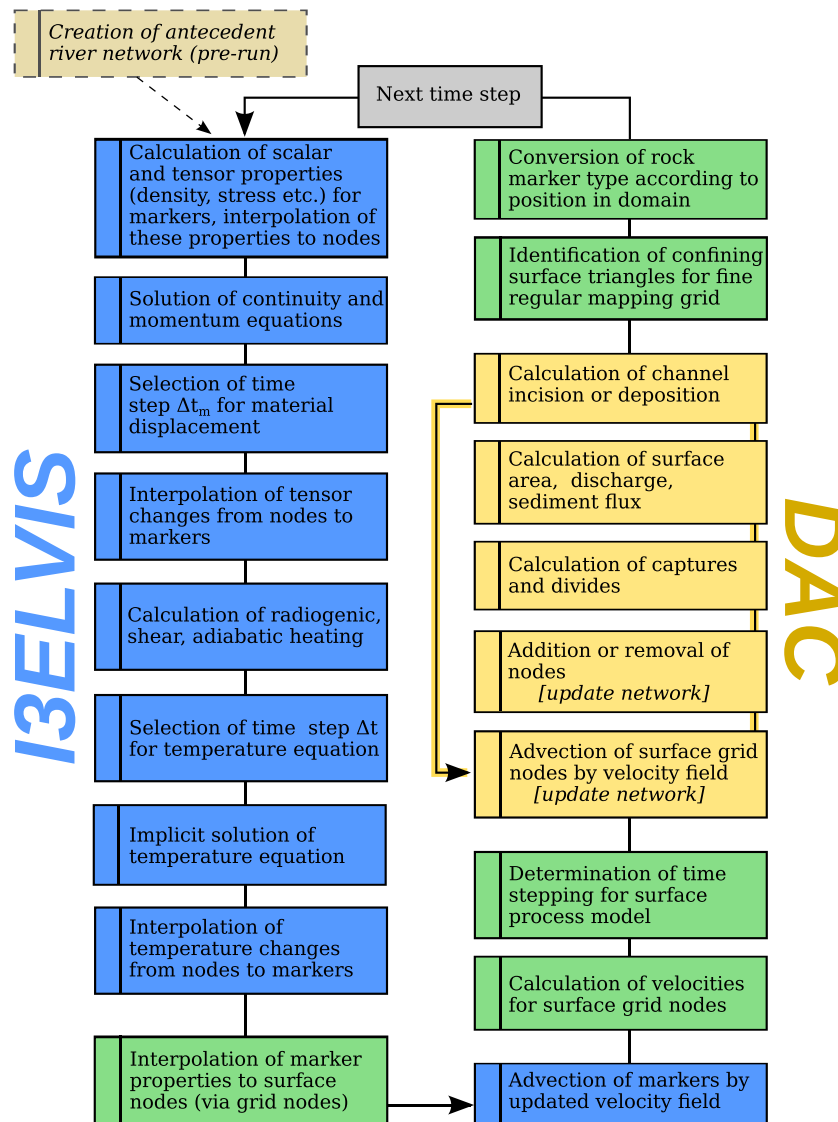 Creation of antecedent
river network (pre-run)
Next time step
Calculation of scalar
and tensor properties
(density, stress etc.) for
markers, interpolation of
these properties to nodes
Solution of continuity and
momentum equations
Selection of time
step Δtm for material
displacement
Interpolation of tensor
changes from nodes to
markers
Calculation of radiogenic,
shear, adiabatic heating
Selection of time  step Δt
for temperature equation
Implicit solution of
temperature equation
Interpolation of
temperature changes
from nodes to markers
Interpolation of marker
properties to surface
nodes (via grid nodes)
I3ELVIS
Conversion of rock
marker type according to
position in domain
Identification of confining
surface triangles for fine
regular mapping grid
Calculation of channel
incision or deposition
Calculation of surface
area,  discharge,
sediment flux
Calculation of captures
and divides
Addition or removal of
nodes
[update network]
Advection of surface grid
nodes by velocity field
[update network]
Determination of time
stepping for surface
process model
Calculation of velocities
for surface grid nodes
Advection of markers by
updated velocity field
DAC